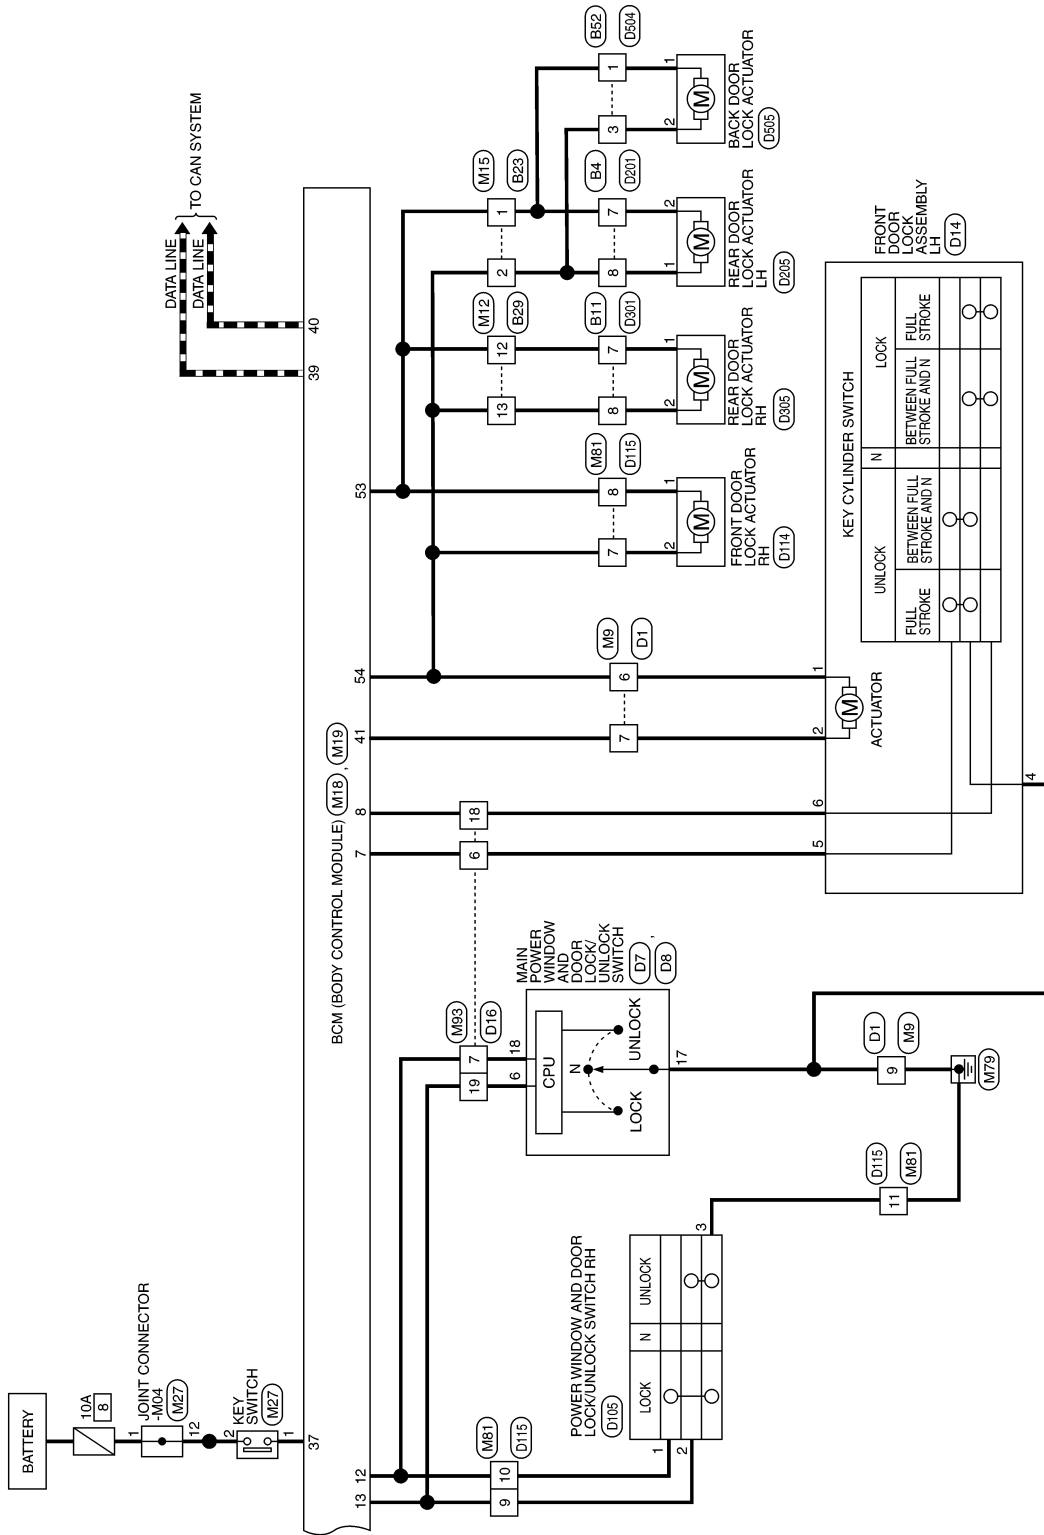 BATTERY
10A
8
1
JOINT CONNECTOR
-M04
M27
12
2
KEY
SWITCH
M27
1
37
DATA LINE
DATA LINE
TO CAN SYSTEM
39
40
BCM (BODY CONTROL MODULE) M18 , M19
13
12
7
8
41
54
53
M81
D115
9
10
1
2
POWER WINDOW AND DOOR
LOCK/UNLOCK SWITCH RH
D105
LOCK
N
UNLOCK
3
D115
M81
11
M93
D16
19
7
6
18
6
18
MAIN
POWER
WINDOW
AND
DOOR
LOCK/
UNLOCK
SWITCH
D7 ,
D8
CPU
N
LOCK
UNLOCK
17
D1
M9
9
M79
M9
D1
7
6
5
6
2
1
ACTUATOR
KEY CYLINDER SWITCH
UNLOCK
N
LOCK
FULL
STROKE
BETWEEN FULL
STROKE AND N
BETWEEN FULL
STROKE AND N
FULL
STROKE
4
FRONT
DOOR
LOCK
ASSEMBLY
LH
D14
M81
D115
7
8
2
1
M
FRONT DOOR
LOCK ACTUATOR
RH
D114
M12
B29
13
12
B11
D301
8
7
2
1
M
REAR DOOR
LOCK ACTUATOR
RH
D305
M15
B23
2
1
B4
D201
8
7
1
2
M
REAR DOOR
LOCK ACTUATOR
LH
D205
B52
D504
3
1
2
1
M
BACK DOOR
LOCK ACTUATOR
D505
M